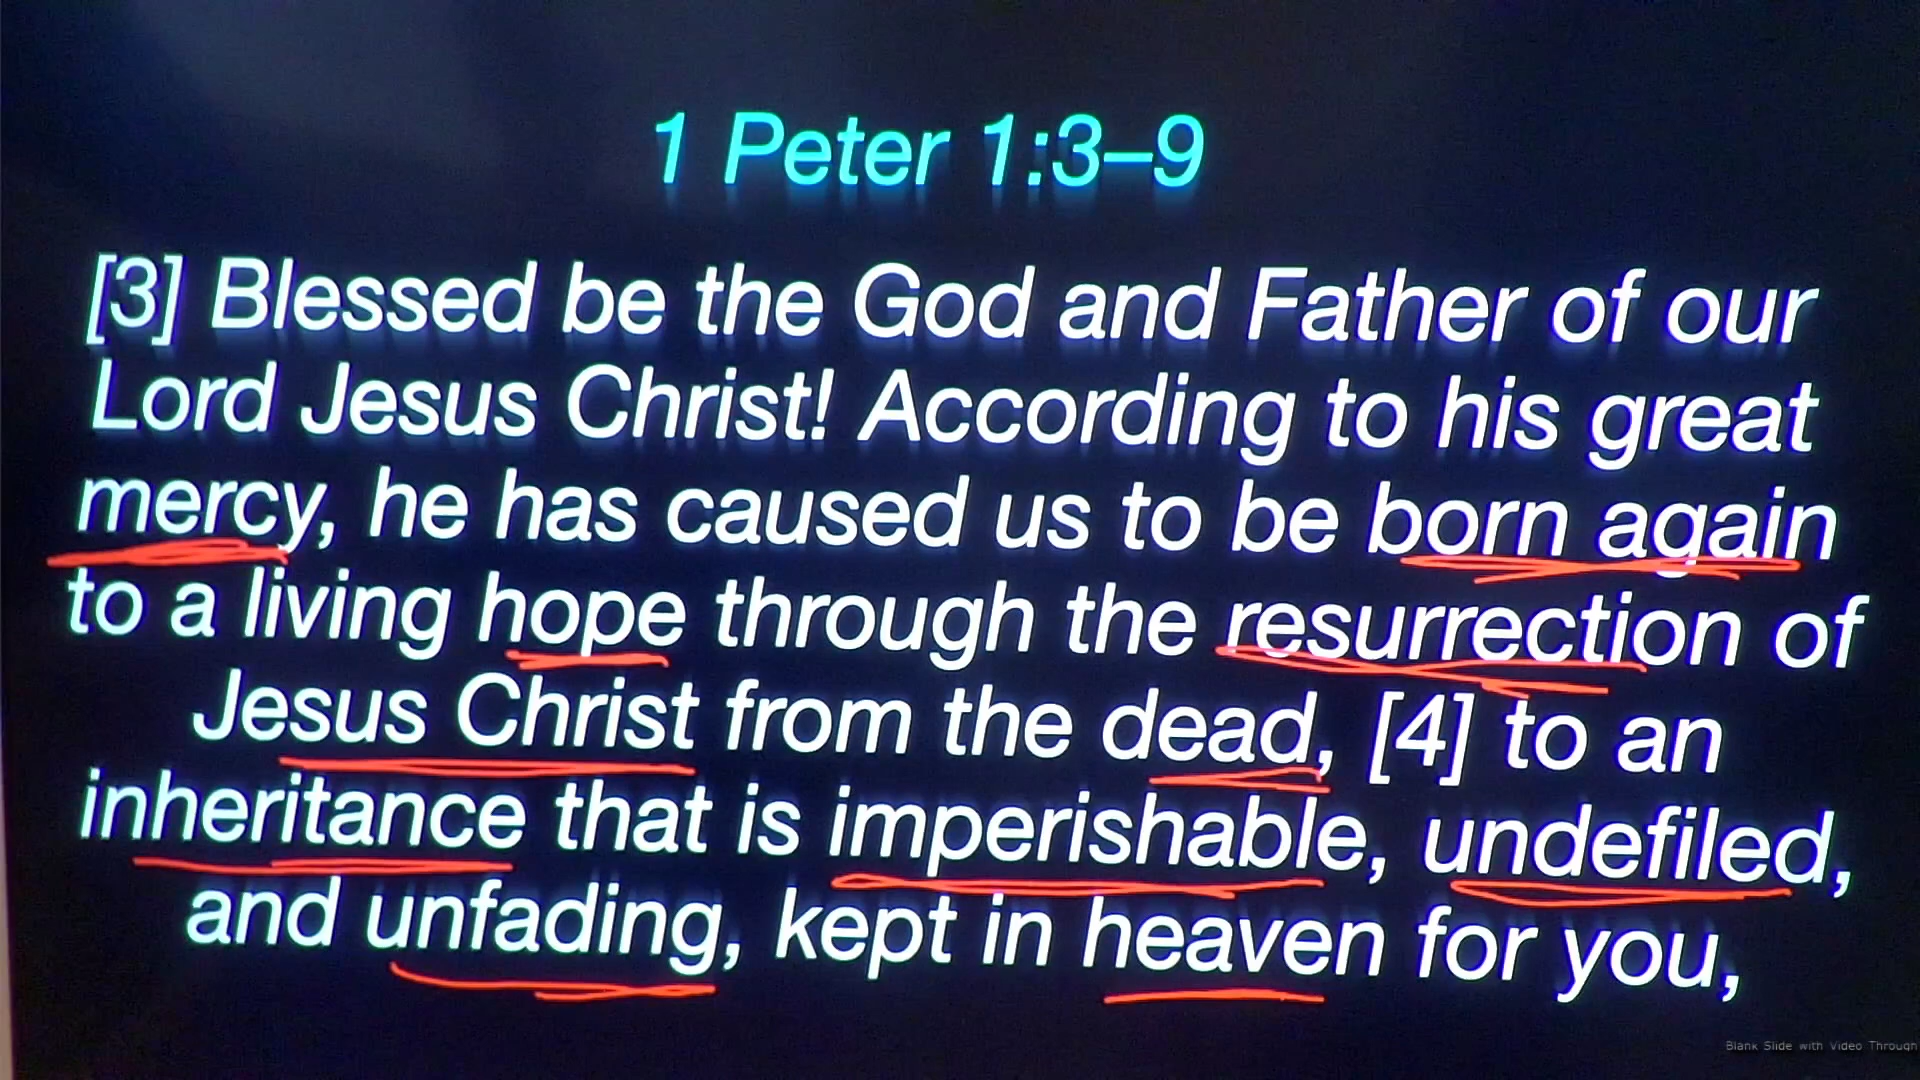 1 Peter 1:3–9
[3] Blessed be the God and Father of our
Lord Jesus Christ! According to his great
mercy, he has caused us to be born again
to a living hope through the resurrection of
Jesus Christ from the dead, [4] to an
inheritance that is imperishable, undefiled,
and unfading, kept in heaven for you,
Blank Slide with Video Through